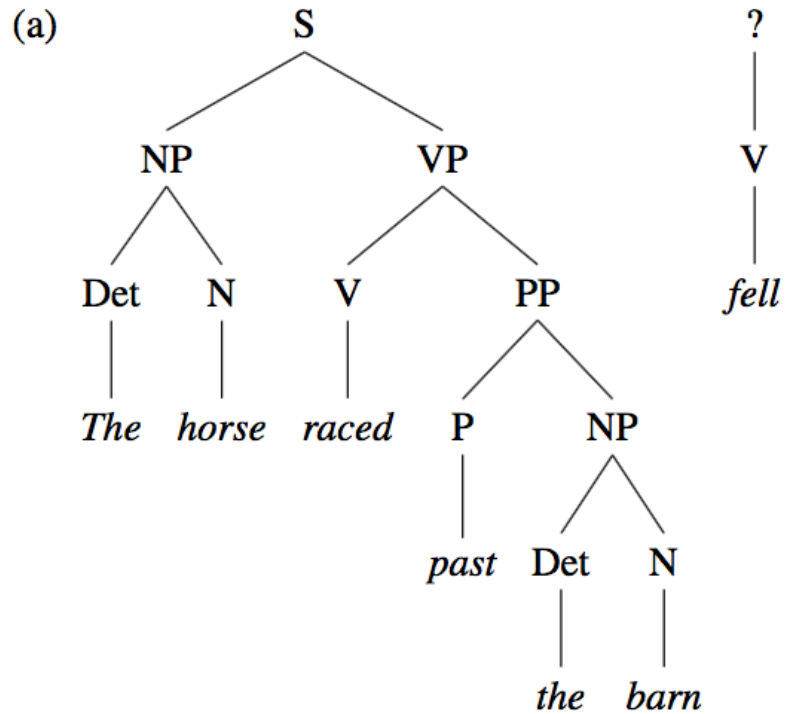 (a) S ?
NP VP V
Det N V PP fell
The horse raced P NP
past Det N
the barn